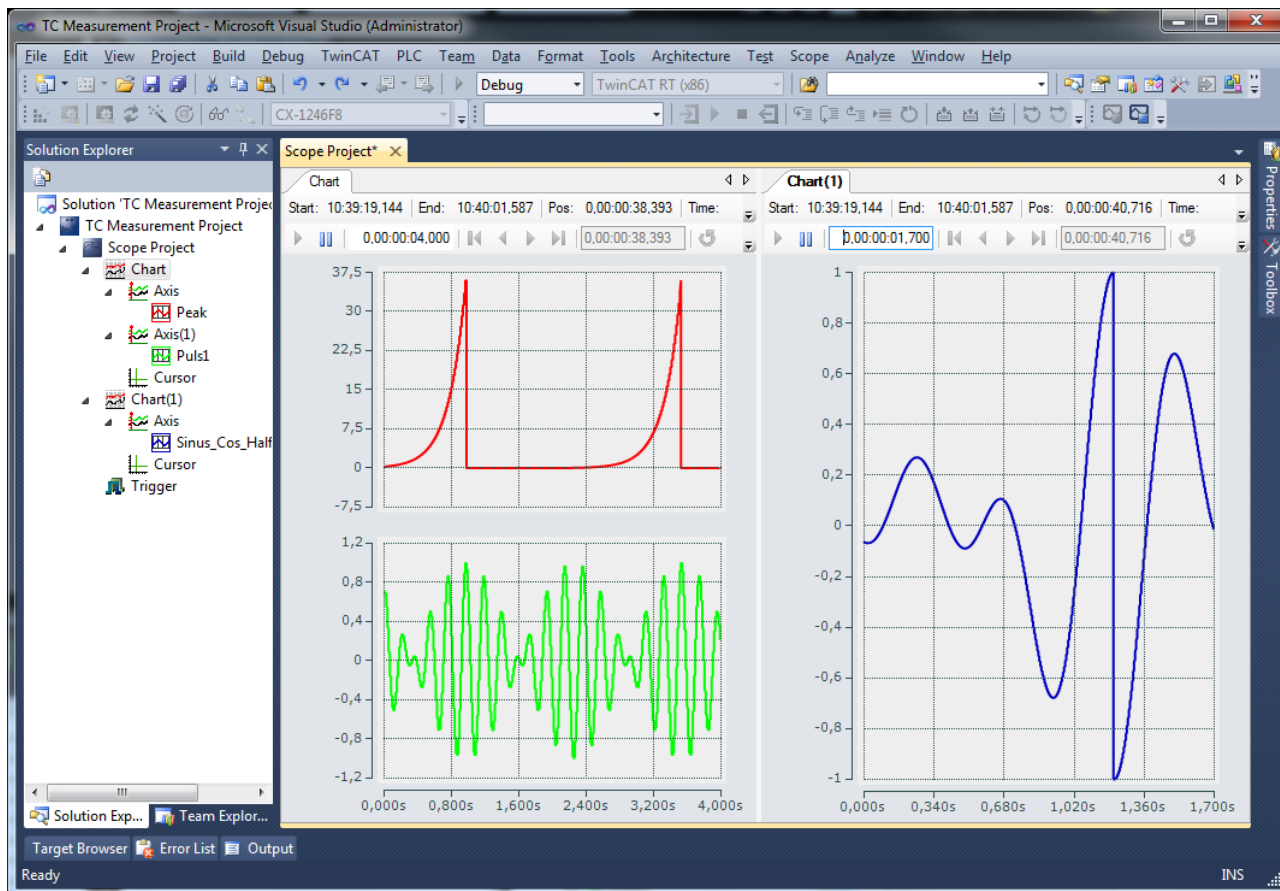 TC Measurement Project - Microsoft Visual Studio (Administrator)
File Edit View Project Build Debug TwinCAT PLC Team Data Format Tools Architecture Test Scope Analyze Window Help
Debug TwinCAT RT (x86)
CX-1246F8
Solution Explorer
Solution 'TC Measurement Projec
TC Measurement Project
Scope Project
Chart
Axis
Peak
Axis(1)
Puls1
Cursor
Chart(1)
Axis
Sinus_Cos_Half
Cursor
Trigger
Solution Exp... Team Explor...
Scope Project*
Chart
Start: 10:39:19,144 End: 10:40:01,587 Pos: 0,00:00:38,393 Time:
0,00:00:04,000 0,00:00:38,393
37,5
30
22,5
15
7,5
0
-7,5
1,2
0,8
0,4
0
-0,4
-0,8
-1,2
0,000s 0,800s 1,600s 2,400s 3,200s 4,000s
Chart(1)
Start: 10:39:19,144 End: 10:40:01,587 Pos: 0,00:00:40,716 Time:
0,00:00:01,700 0,00:00:40,716
1
0,8
0,6
0,4
0,2
0
-0,2
-0,4
-0,6
-0,8
-1
0,000s 0,340s 0,680s 1,020s 1,360s 1,700s
Properties
Toolbox
Target Browser Error List Output
Ready INS